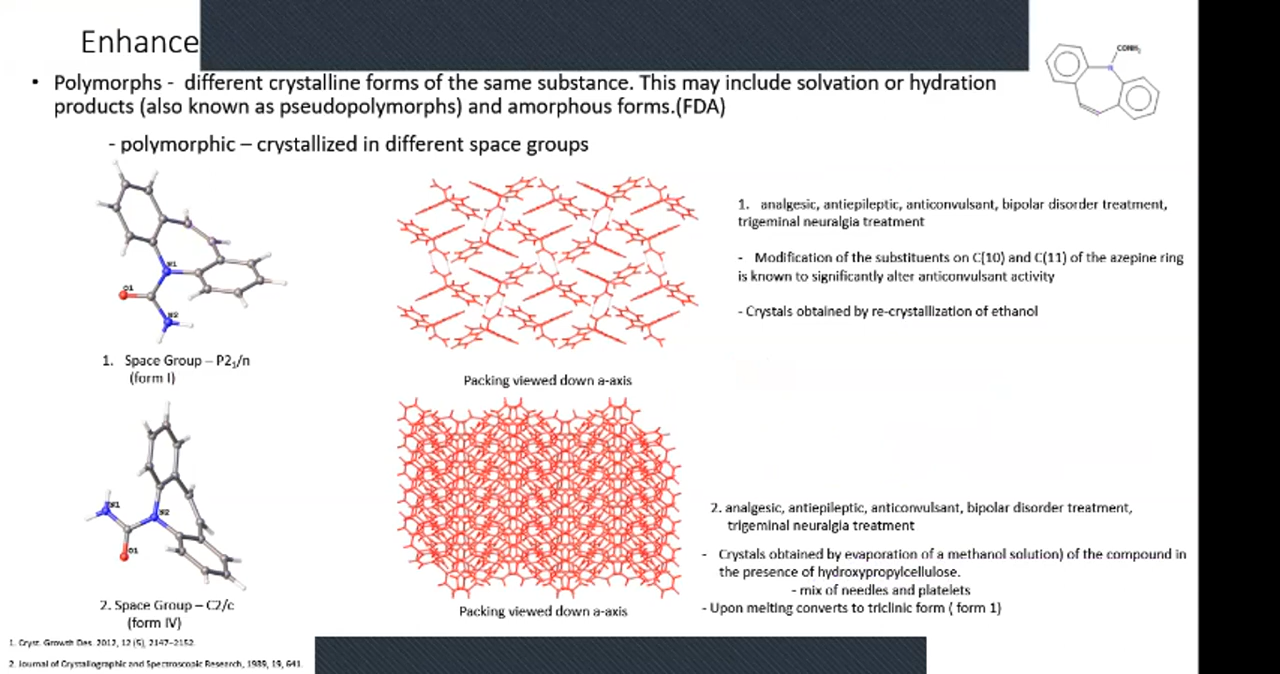 Enhance
CONH₂
N
• Polymorphs - different crystalline forms of the same substance. This may include solvation or hydration
products (also known as pseudopolymorphs) and amorphous forms.(FDA)
- polymorphic – crystallized in different space groups
N1
O1
N2
1. Space Group – P2₁/n
(form I)
Packing viewed down a-axis
1. analgesic, antiepileptic, anticonvulsant, bipolar disorder treatment,
trigeminal neuralgia treatment
- Modification of the substituents on C(10) and C(11) of the azepine ring
is known to significantly alter anticonvulsant activity
- Crystals obtained by re-crystallization of ethanol
N1
N2
O1
2. Space Group – C2/c
(form IV)
Packing viewed down a-axis
2. analgesic, antiepileptic, anticonvulsant, bipolar disorder treatment,
trigeminal neuralgia treatment
- Crystals obtained by evaporation of a methanol solution) of the compound in
the presence of hydroxypropylcellulose.
- mix of needles and platelets
- Upon melting converts to triclinic form ( form 1)
1. Cryst. Growth Des. 2012, 12 (5), 2147–2152.
2. Journal of Crystallographic and Spectroscopic Research, 1989, 19, 641.